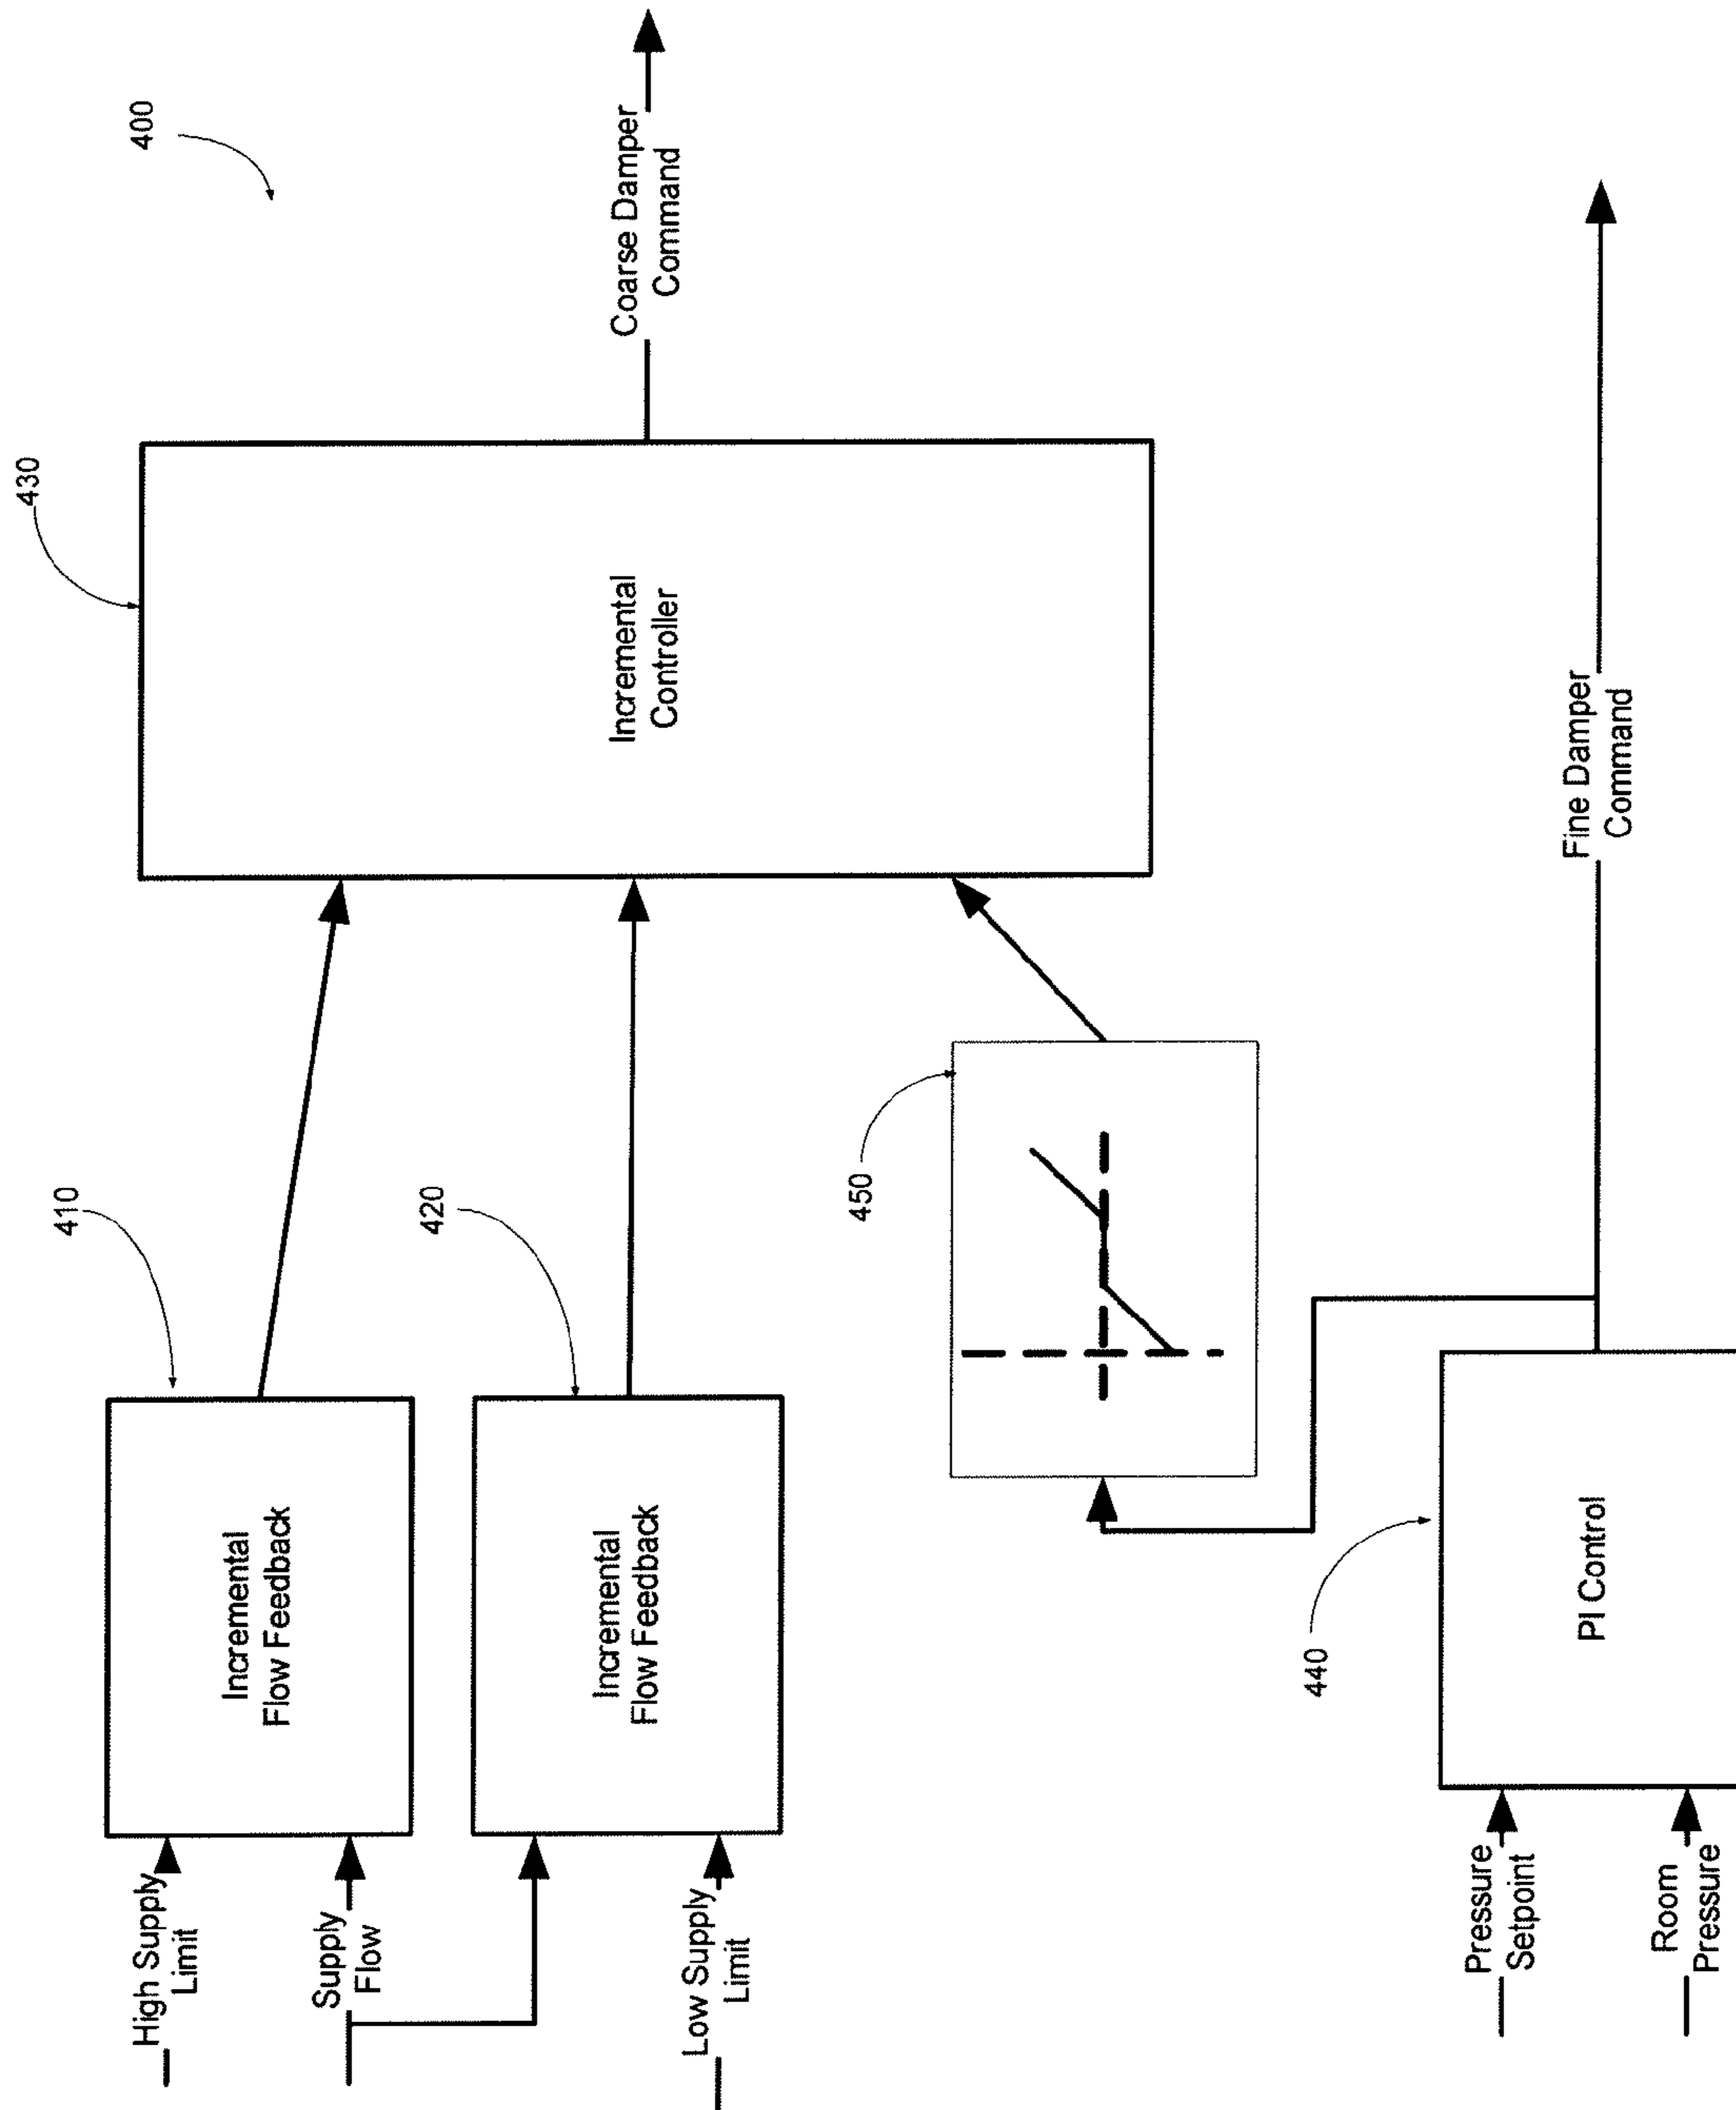 400
430
410
High Supply
Limit
Supply
Flow
Incremental
Flow Feedback
420
Incremental
Flow Feedback
Low Supply
Limit
Incremental
Controller
Coarse Damper
Command
450
440
Pressure
Setpoint
Room
Pressure
PI Control
Fine Damper
Command